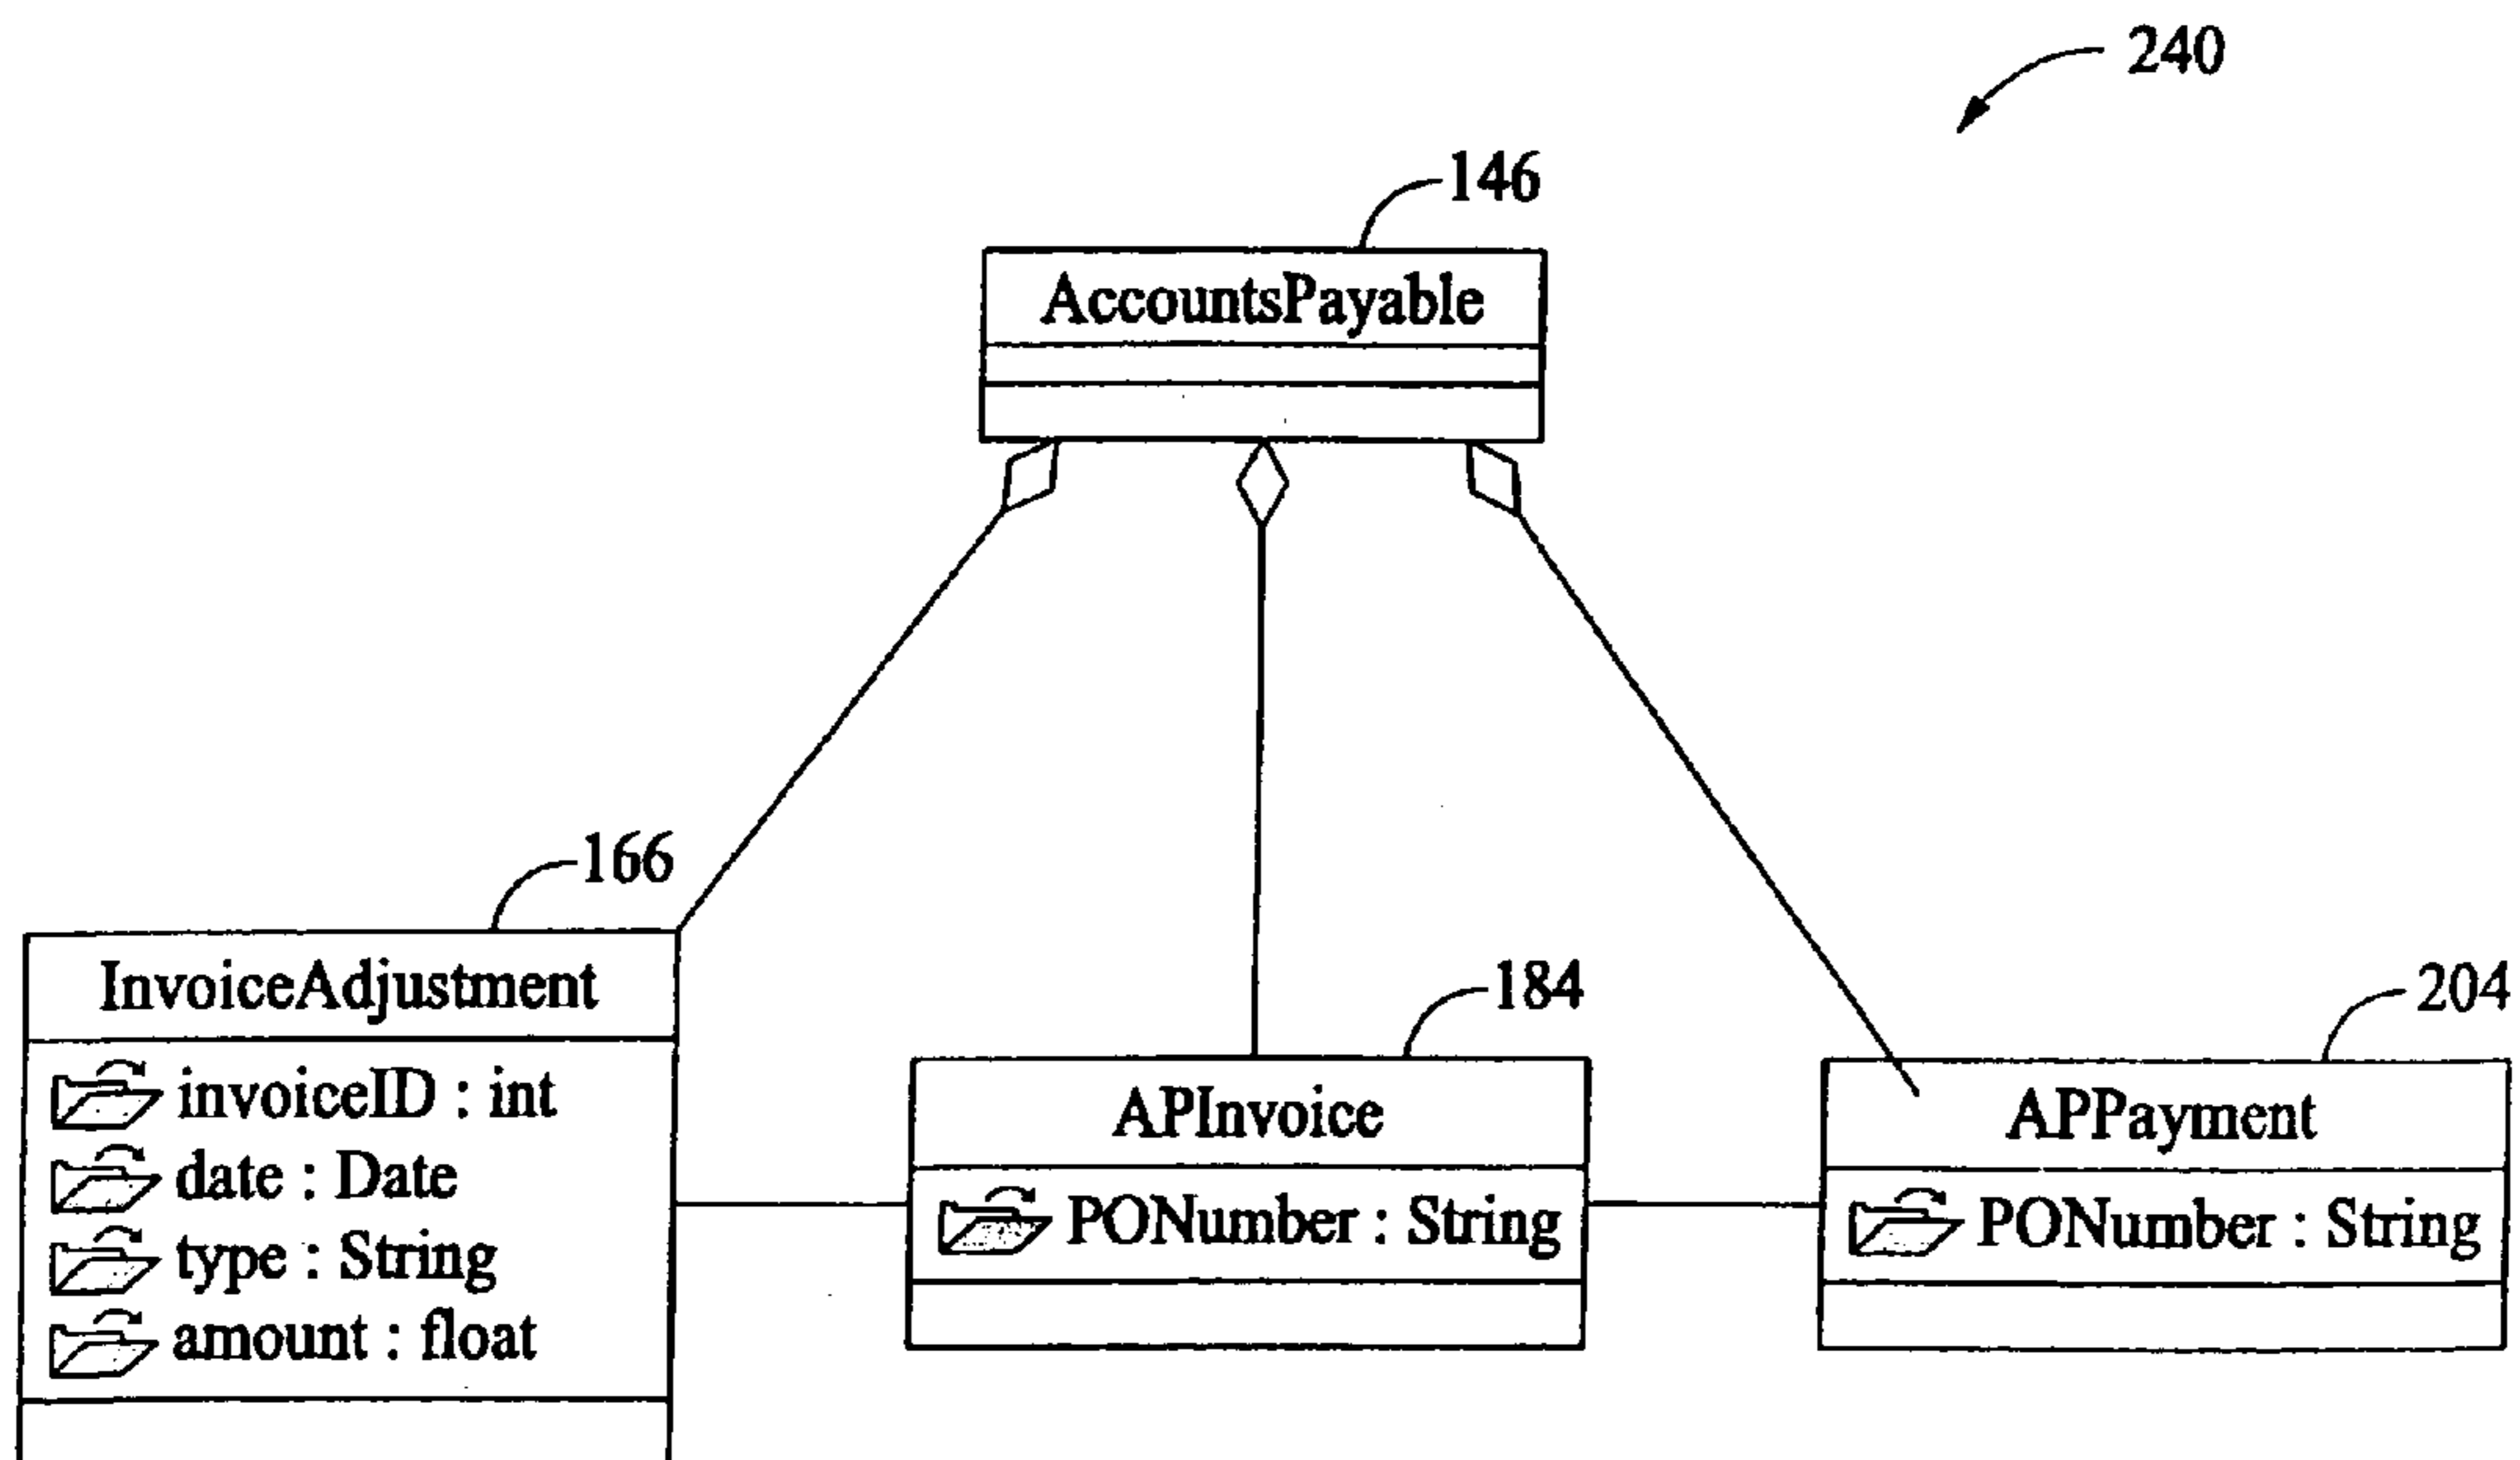 240
146
AccountsPayable
166
InvoiceAdjustment
invoiceID : int
date : Date
type : String
amount : float
184
APInvoice
PONumber : String
204
APPayment
PONumber : String